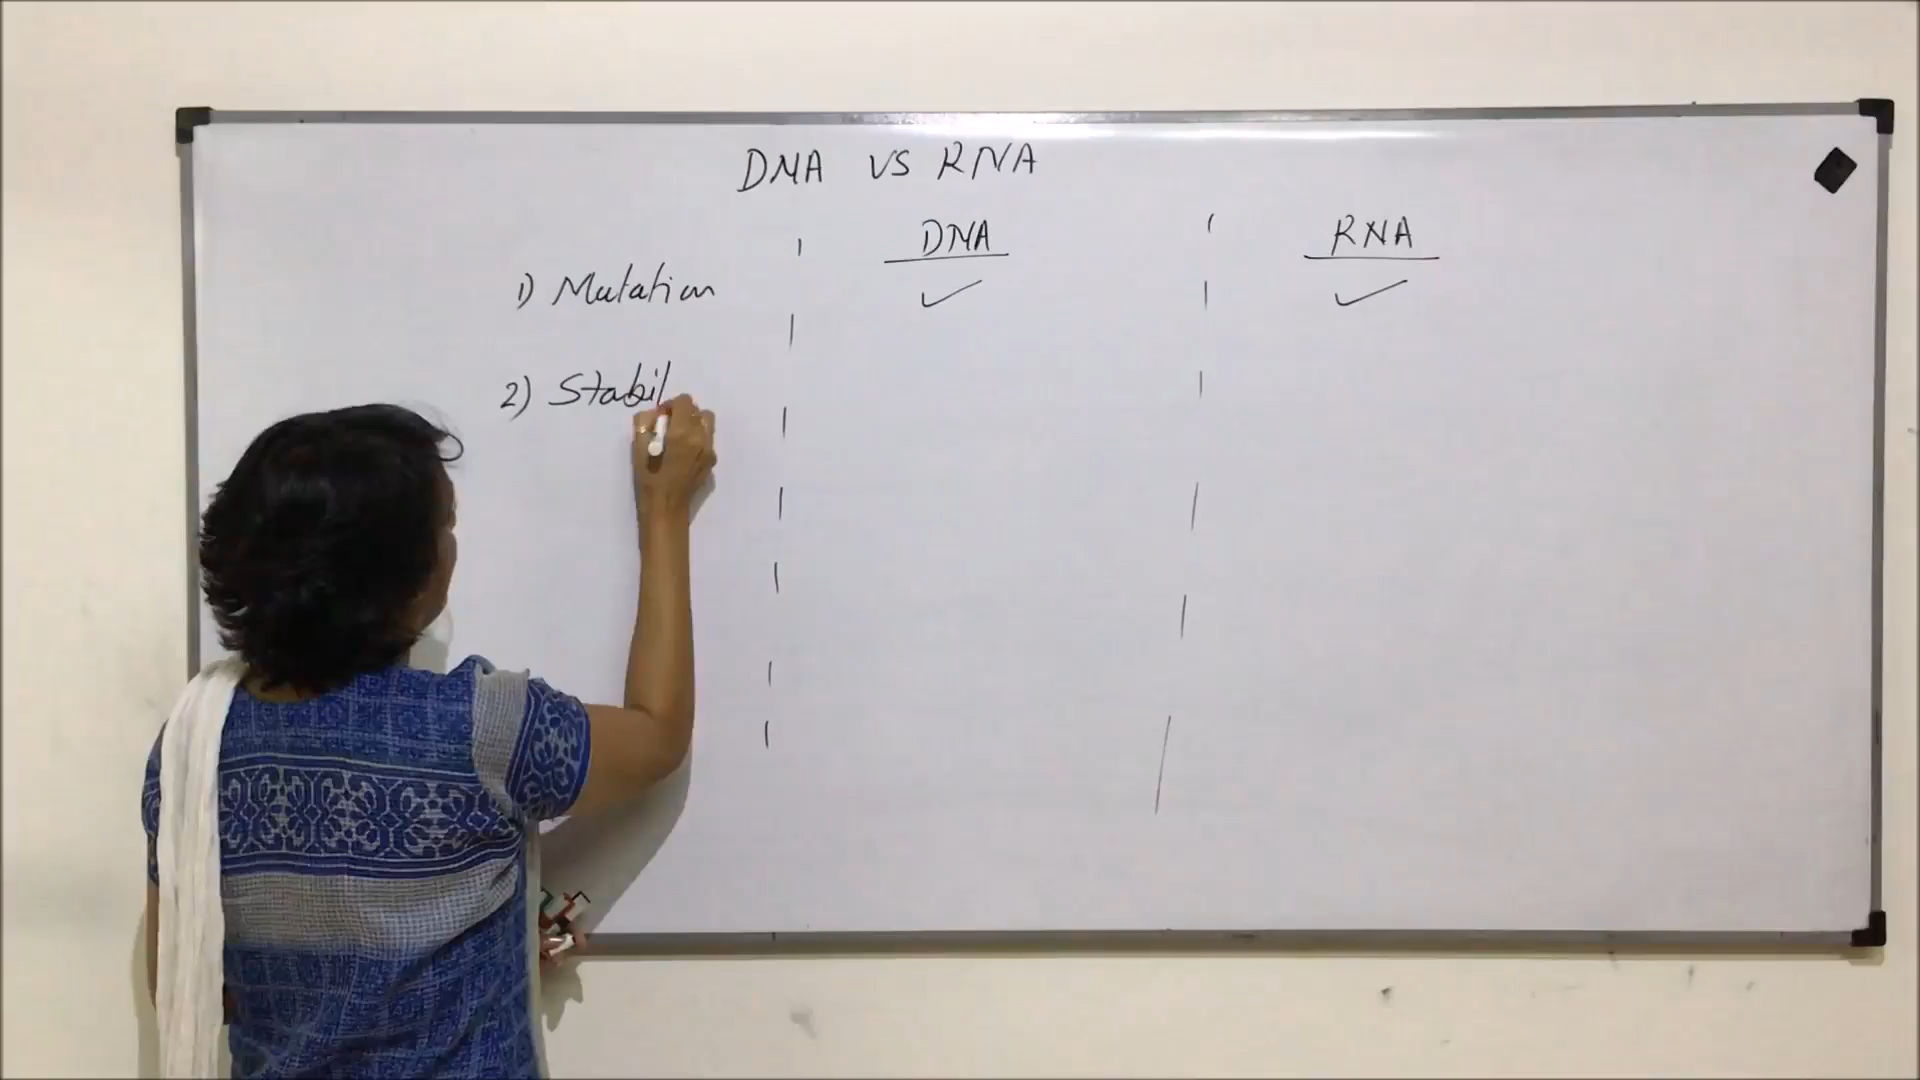 DNA VS RNA
DNA RNA
1) Mutation ✓ ✓
2) Stabil